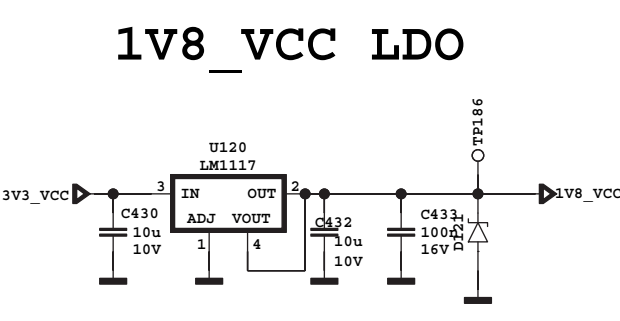 1V8_VCC LDO
TP186
U120
LM1117
3V3_VCC
3
IN
OUT
2
1V8_VCC
ADJ
VOUT
1
4
C430
10u
10V
C432
10u
10V
C433
100n
16V
D121